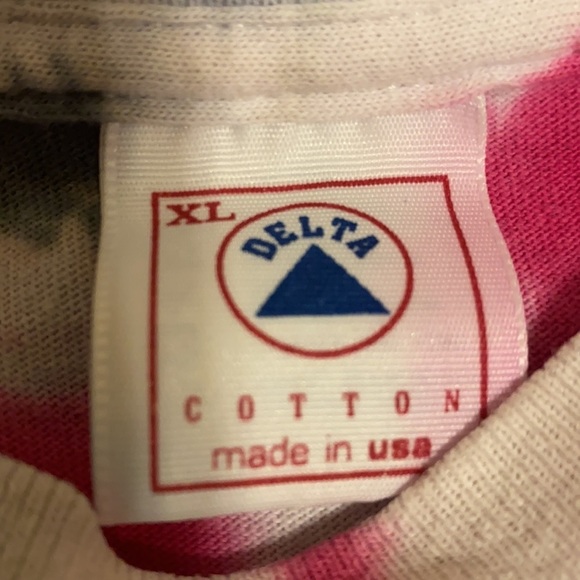 XL
DELTA
COTTON
made in usa